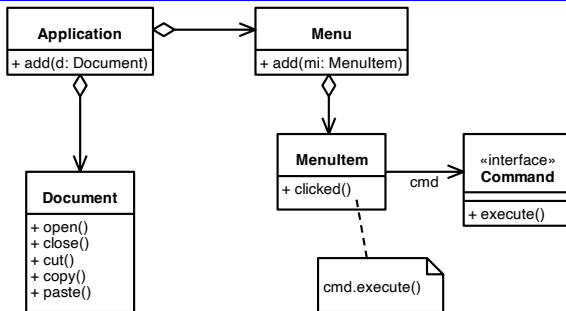 Application
+ add(d: Document)
Menu
+ add(mi: MenuItem)
MenuItem
+ clicked()
cmd
«interface»
Command
+ execute()
Document
+ open()
+ close()
+ cut()
+ copy()
+ paste()
cmd.execute()